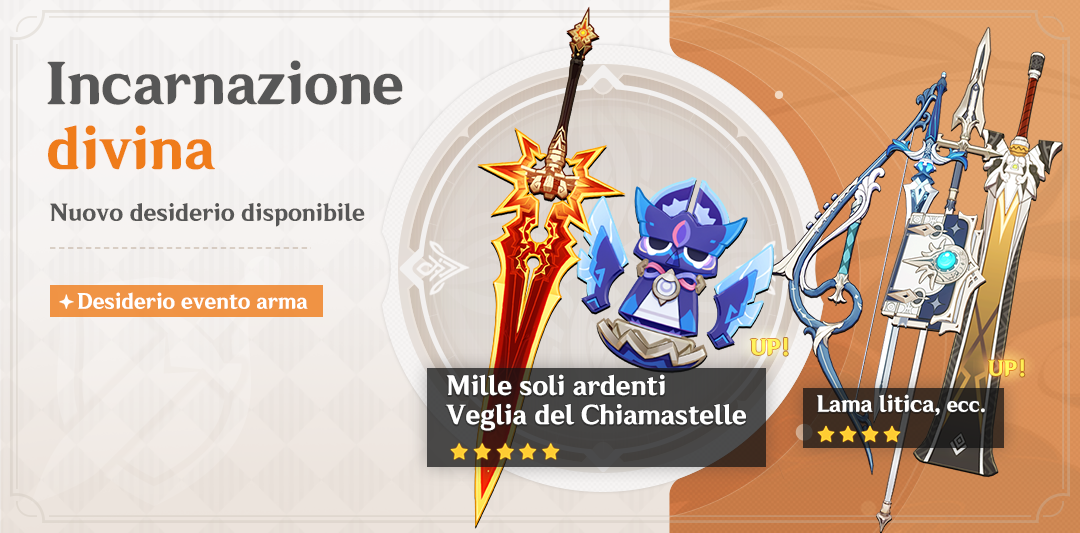 Incarnazione
divina
Nuovo desiderio disponibile
Desiderio evento arma
UP!
Mille soli ardenti
Veglia del Chiamastelle
UP!
Lama litica, ecc.